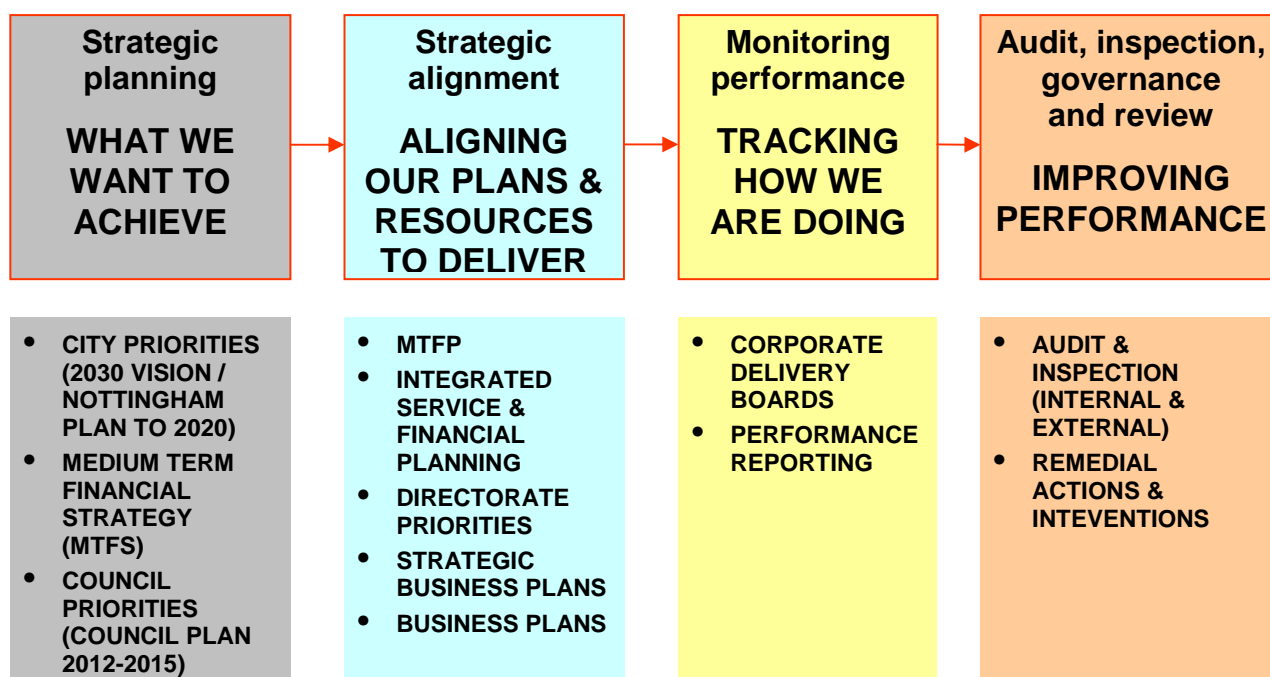 Strategic
planning
WHAT WE
WANT TO
ACHIEVE
Strategic
alignment
ALIGNING
OUR PLANS &
RESOURCES
TO DELIVER
Monitoring
performance
TRACKING
HOW WE
ARE DOING
Audit, inspection,
governance
and review
IMPROVING
PERFORMANCE
• CITY PRIORITIES
(2030 VISION /
NOTTINGHAM
PLAN TO 2020)
• MEDIUM TERM
FINANCIAL
STRATEGY
(MTFS)
• COUNCIL
PRIORITIES
(COUNCIL PLAN
2012-2015)
• MTFP
• INTEGRATED
SERVICE &
FINANCIAL
PLANNING
• DIRECTORATE
PRIORITIES
• STRATEGIC
BUSINESS PLANS
• BUSINESS PLANS
• CORPORATE
DELIVERY
BOARDS
• PERFORMANCE
REPORTING
• AUDIT &
INSPECTION
(INTERNAL &
EXTERNAL)
• REMEDIAL
ACTIONS &
INTEVENTIONS